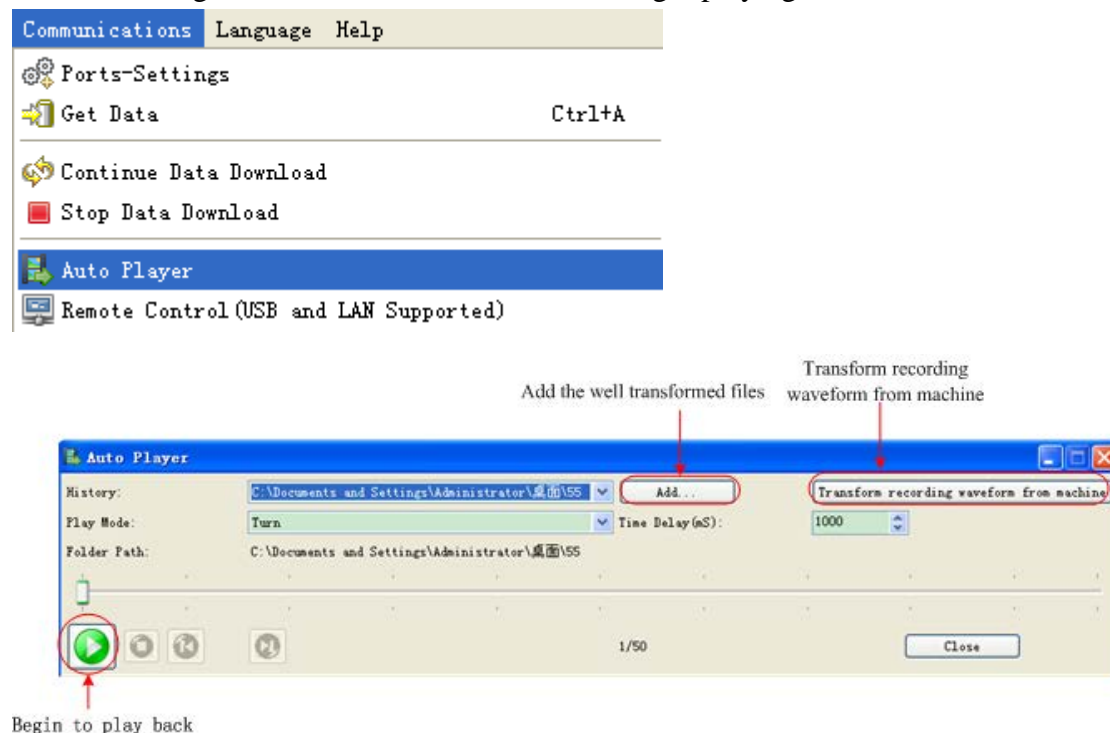 Communications Language Help
Ports-Settings
Get Data Ctrl+A
Continue Data Download
Stop Data Download
Auto Player
Remote Control(USB and LAN Supported)
Transform recording
waveform from machine
Add the well transformed files
Auto Player
History: C:\Documents and Settings\Administrator\桌面\55 Add... Transform recording waveform from machine
Play Mode: Turn Time Delay(mS): 1000
Folder Path: C:\Documents and Settings\Administrator\桌面\55
1/50 Close
Begin to play back